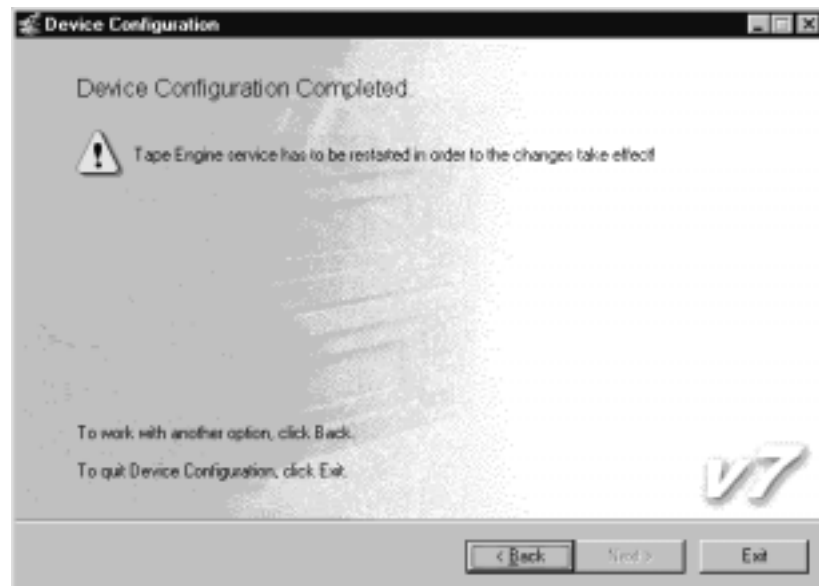 Device Configuration
Device Configuration Completed
Tape Engine service has to be restarted in order to the changes take effect!
To work with another option, click Back.
To quit Device Configuration, click Exit.
v7
< Back
Next >
Exit